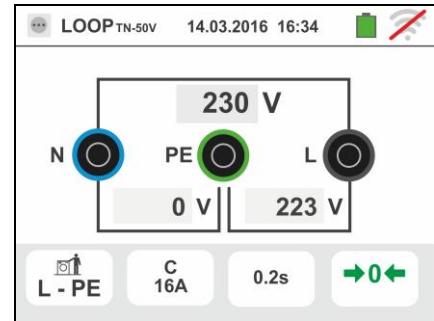 LOOP TN-50V 14.03.2016 16:34
230 V
N PE L
0 V 223 V
L - PE
C
16A
0.2s
→0←